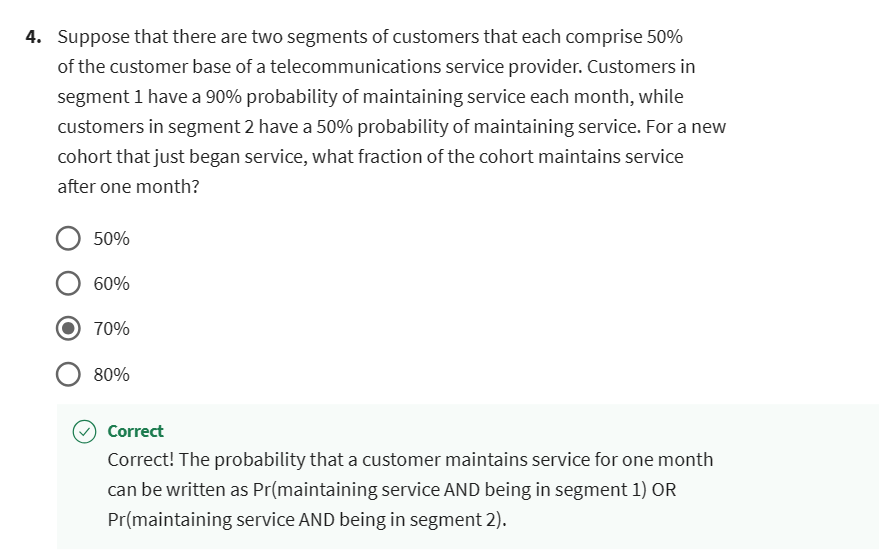 4. Suppose that there are two segments of customers that each comprise 50%
of the customer base of a telecommunications service provider. Customers in
segment 1 have a 90% probability of maintaining service each month, while
customers in segment 2 have a 50% probability of maintaining service. For a new
cohort that just began service, what fraction of the cohort maintains service
after one month?
50%
60%
70%
80%
Correct
Correct! The probability that a customer maintains service for one month
can be written as Pr(maintaining service AND being in segment 1) OR
Pr(maintaining service AND being in segment 2).